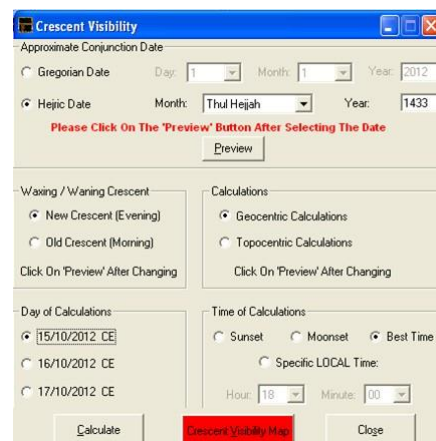 Crescent Visibility
Approximate Conjunction Date
Gregorian Date Day: 1 Month: 1 Year: 2012
Hejric Date Month: Thul Hejjah Year: 1433
Please Click On The 'Preview' Button After Selecting The Date
Preview
Waxing / Waning Crescent
New Crescent (Evening)
Old Crescent (Morning)
Click On 'Preview' After Changing
Calculations
Geocentric Calculations
Topocentric Calculations
Click On 'Preview' After Changing
Day of Calculations
15/10/2012 CE
16/10/2012 CE
17/10/2012 CE
Time of Calculations
Sunset Moonset Best Time
Specific LOCAL Time:
Hour: 18 Minute: 00
Calculate Crescent Visibility Map Close